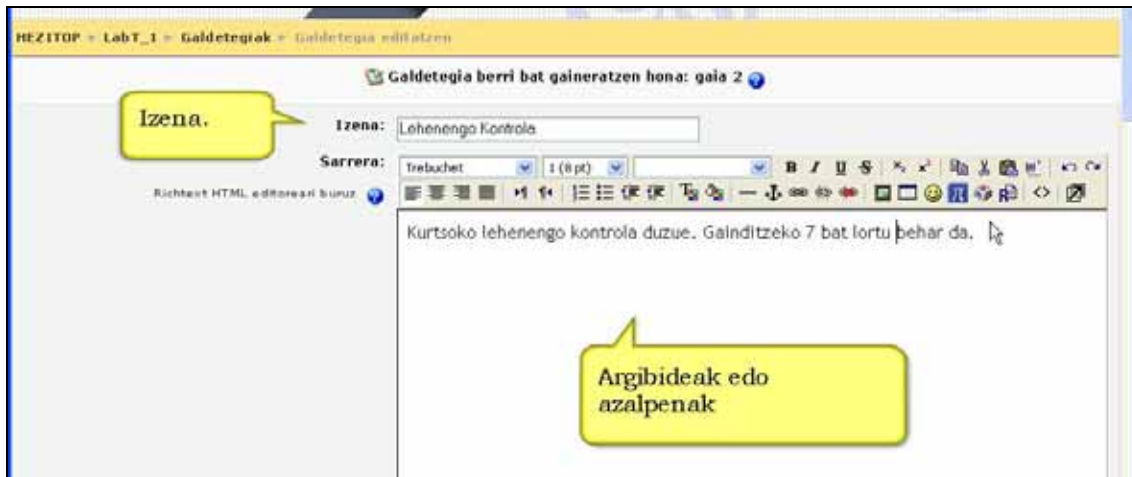 MEZITOP » LabT_1 » Galdetegiak » Galdetegia editatzen
Galdetegia berri bat gaineratzen hona: gaia 2
Izena.
Izena: Lehenengo Kontrola
Sarrera: Trebuchet 1 (8 pt)
Richtext HTML editoreari buruz
Kurtsoko lehenengo kontrola duzue. Gainditzeko 7 bat lortu behar da.
Argibideak edo
azalpenak